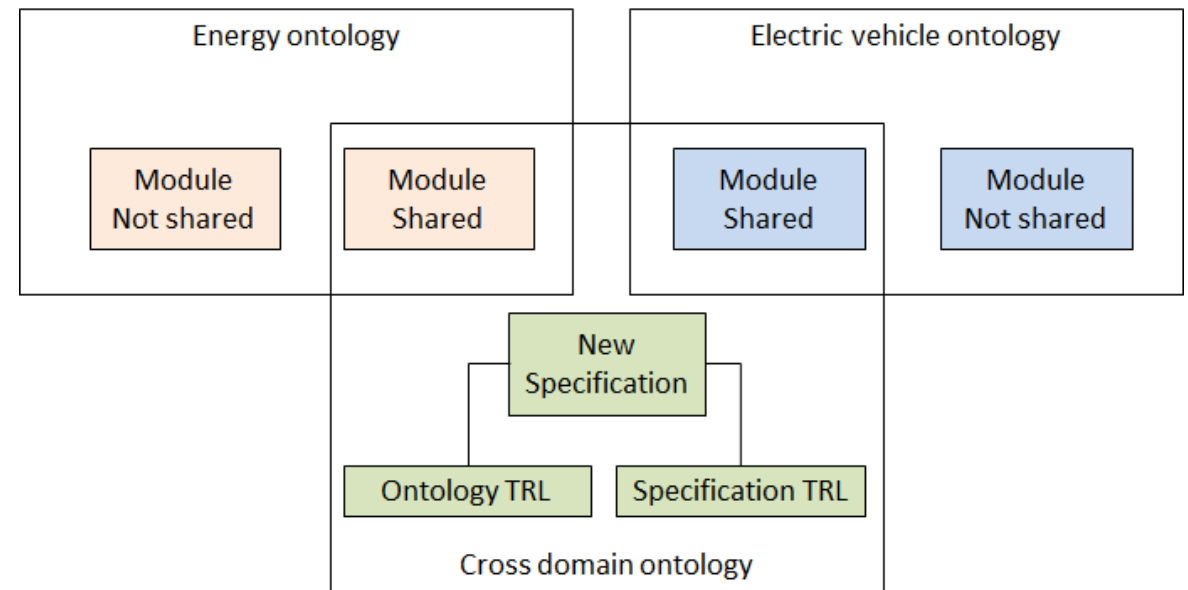 Energy ontology
Electric vehicle ontology
Module
Not shared
Module
Shared
Module
Shared
Module
Not shared
New
Specification
Ontology TRL
Specification TRL
Cross domain ontology